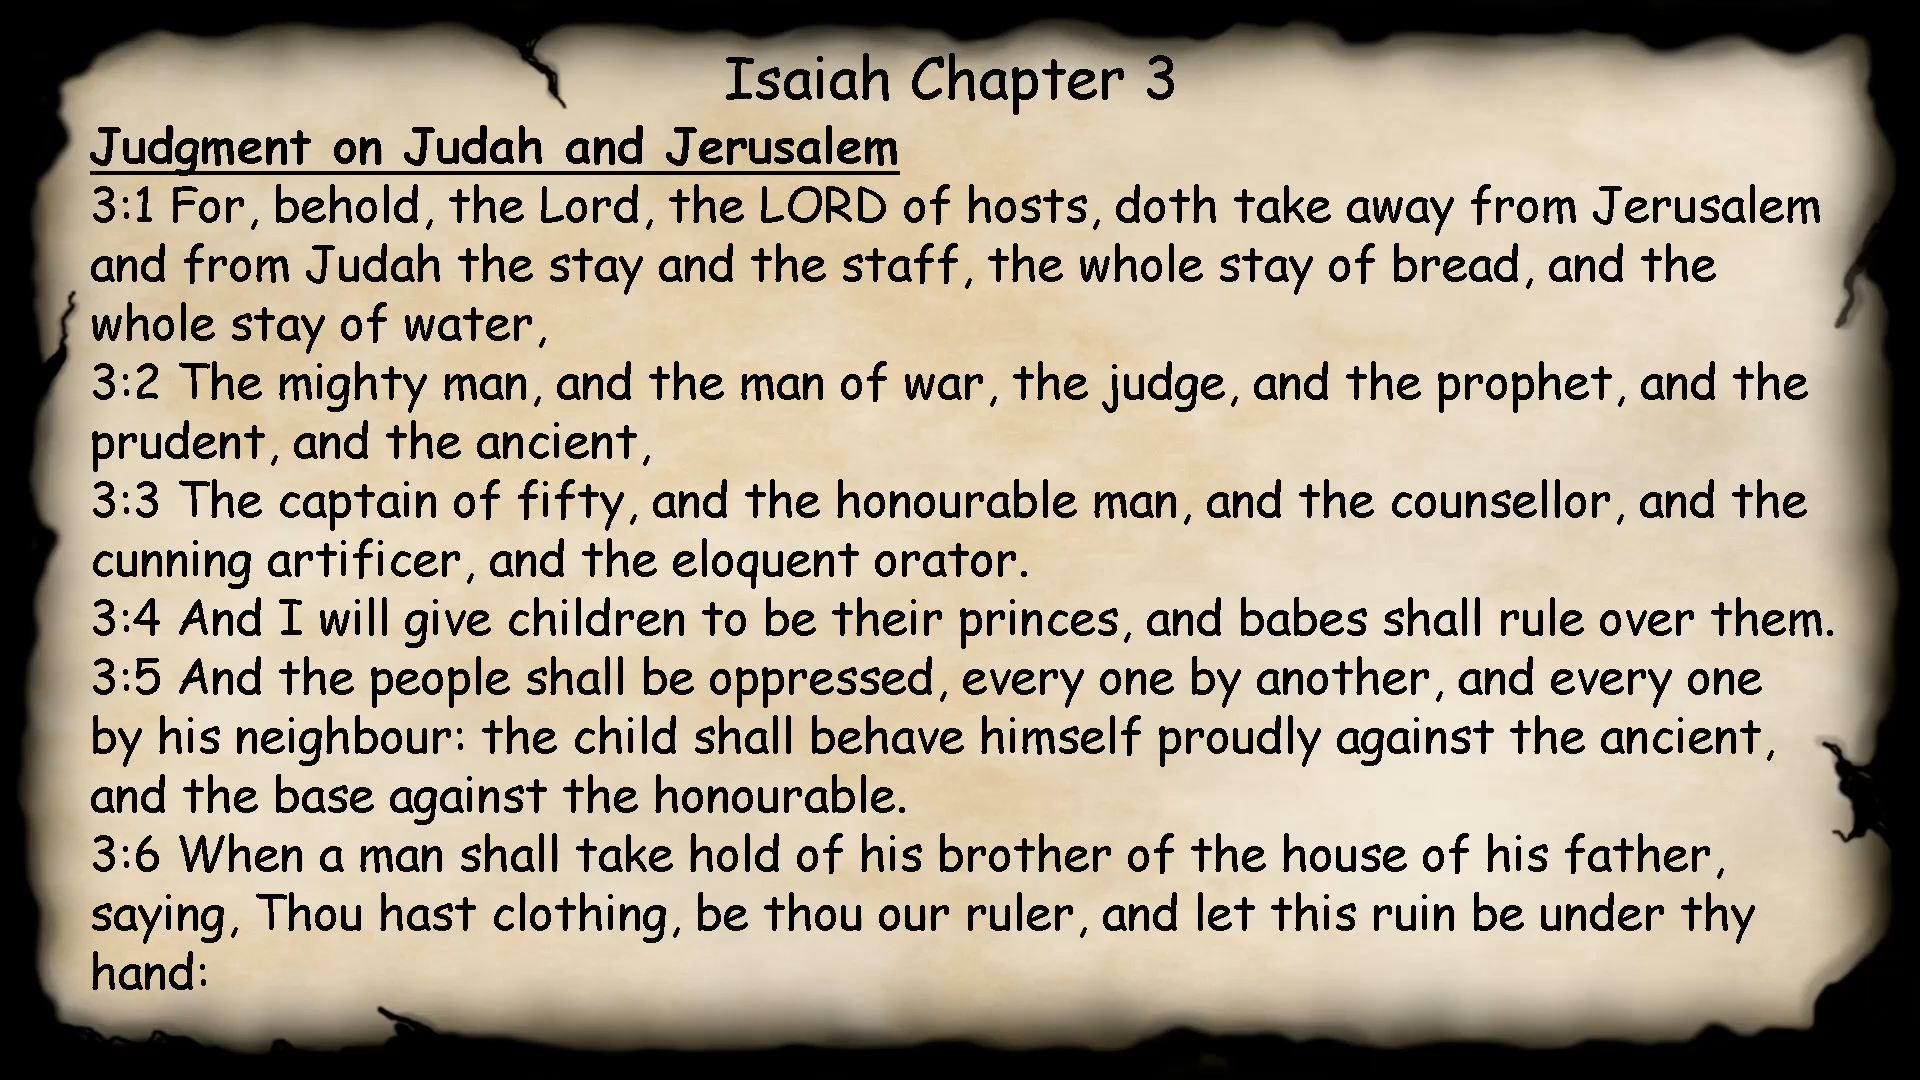 Isaiah Chapter 3
Judgment on Judah and Jerusalem
3:1 For, behold, the Lord, the LORD of hosts, doth take away from Jerusalem
and from Judah the stay and the staff, the whole stay of bread, and the
whole stay of water,
3:2 The mighty man, and the man of war, the judge, and the prophet, and the
prudent, and the ancient,
3:3 The captain of fifty, and the honourable man, and the counsellor, and the
cunning artificer, and the eloquent orator.
3:4 And I will give children to be their princes, and babes shall rule over them.
3:5 And the people shall be oppressed, every one by another, and every one
by his neighbour: the child shall behave himself proudly against the ancient,
and the base against the honourable.
3:6 When a man shall take hold of his brother of the house of his father,
saying, Thou hast clothing, be thou our ruler, and let this ruin be under thy
hand: